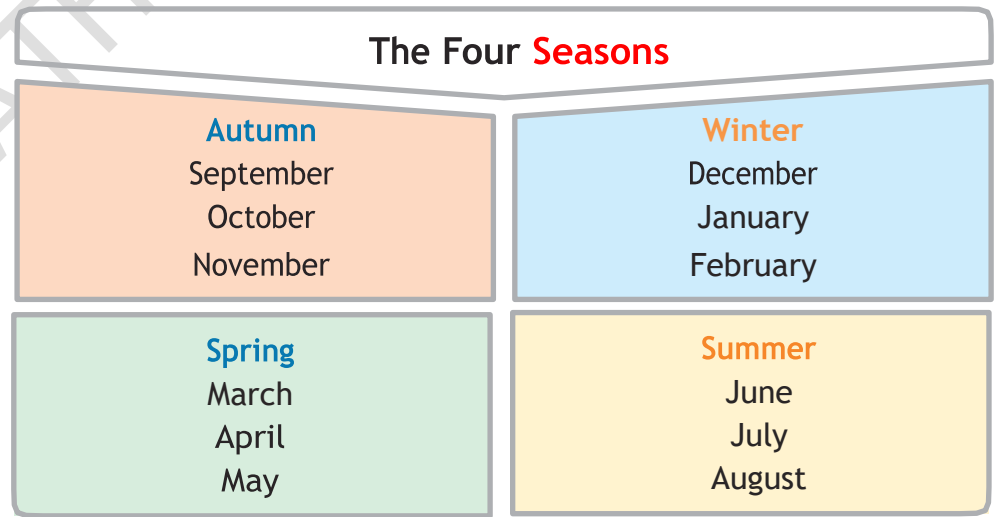 The Four Seasons
Autumn
September
October
November
Winter
December
January
February
Spring
March
April
May
Summer
June
July
August